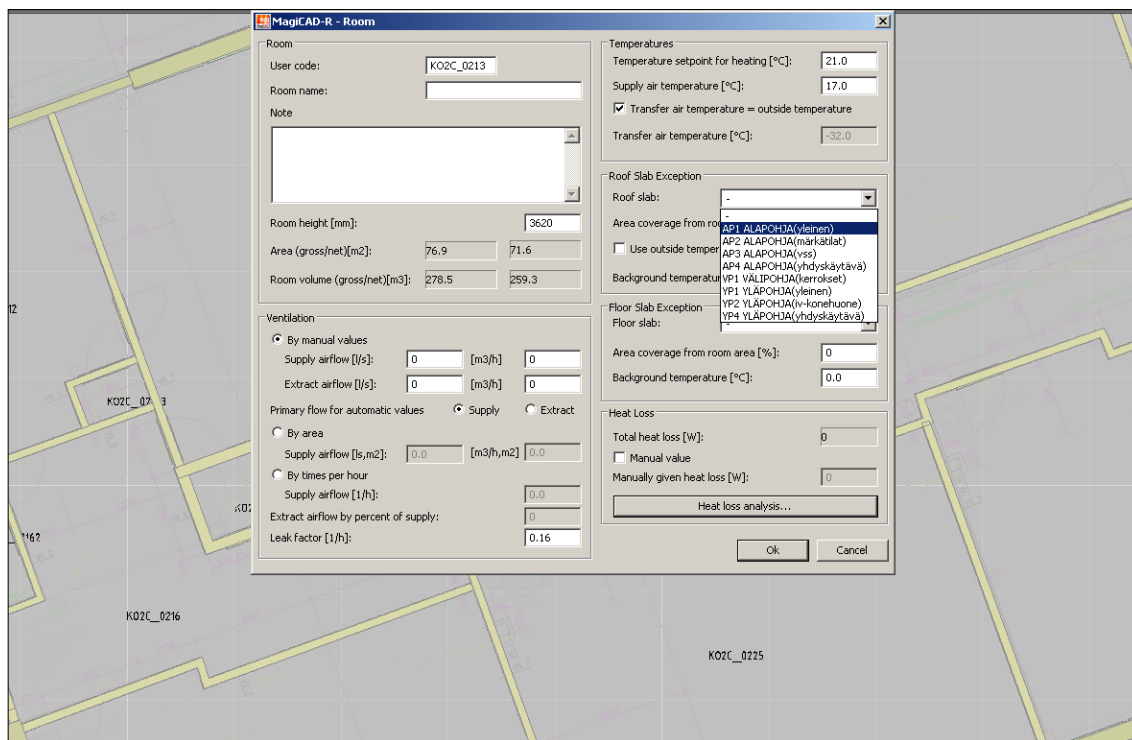 MagiCAD-R - Room
Room
User code: KO2C_0213
Room name:
Note
Room height [mm]: 3620
Area (gross/net)[m2]: 76.9 71.6
Room volume (gross/net)[m3]: 278.5 259.3
Ventilation
By manual values
Supply airflow [l/s]: 0 [m3/h] 0
Extract airflow [l/s]: 0 [m3/h] 0
Primary flow for automatic values Supply Extract
By area
Supply airflow [ls,m2]: 0.0 [m3/h,m2] 0.0
By times per hour
Supply airflow [1/h]: 0.0
Extract airflow by percent of supply: 0
Leak factor [1/h]: 0.16
Temperatures
Temperature setpoint for heating [°C]: 21.0
Supply air temperature [°C]: 17.0
Transfer air temperature = outside temperature
Transfer air temperature [°C]: -32.0
Roof Slab Exception
Roof slab: -
-
AP1 ALAPOHJA(yleinen)
AP2 ALAPOHJA(märkätilat)
AP3 ALAPOHJA(vss)
AP4 ALAPOHJA(yhdyskäytävä)
VP1 VÄLIPOHJA(kerrokset)
YP1 YLÄPOHJA(yleinen)
YP2 YLÄPOHJA(iv-konehuone)
YP4 YLÄPOHJA(yhdyskäytävä)
Area coverage from
Use outside
Background
Floor Slab Exception
Floor slab: -
Area coverage from room area [%]: 0
Background temperature [°C]: 0.0
Heat Loss
Total heat loss [W]: 0
Manual value
Manually given heat loss [W]: 0
Heat loss analysis...
Ok Cancel
KO2C_0216
KO2C_0225